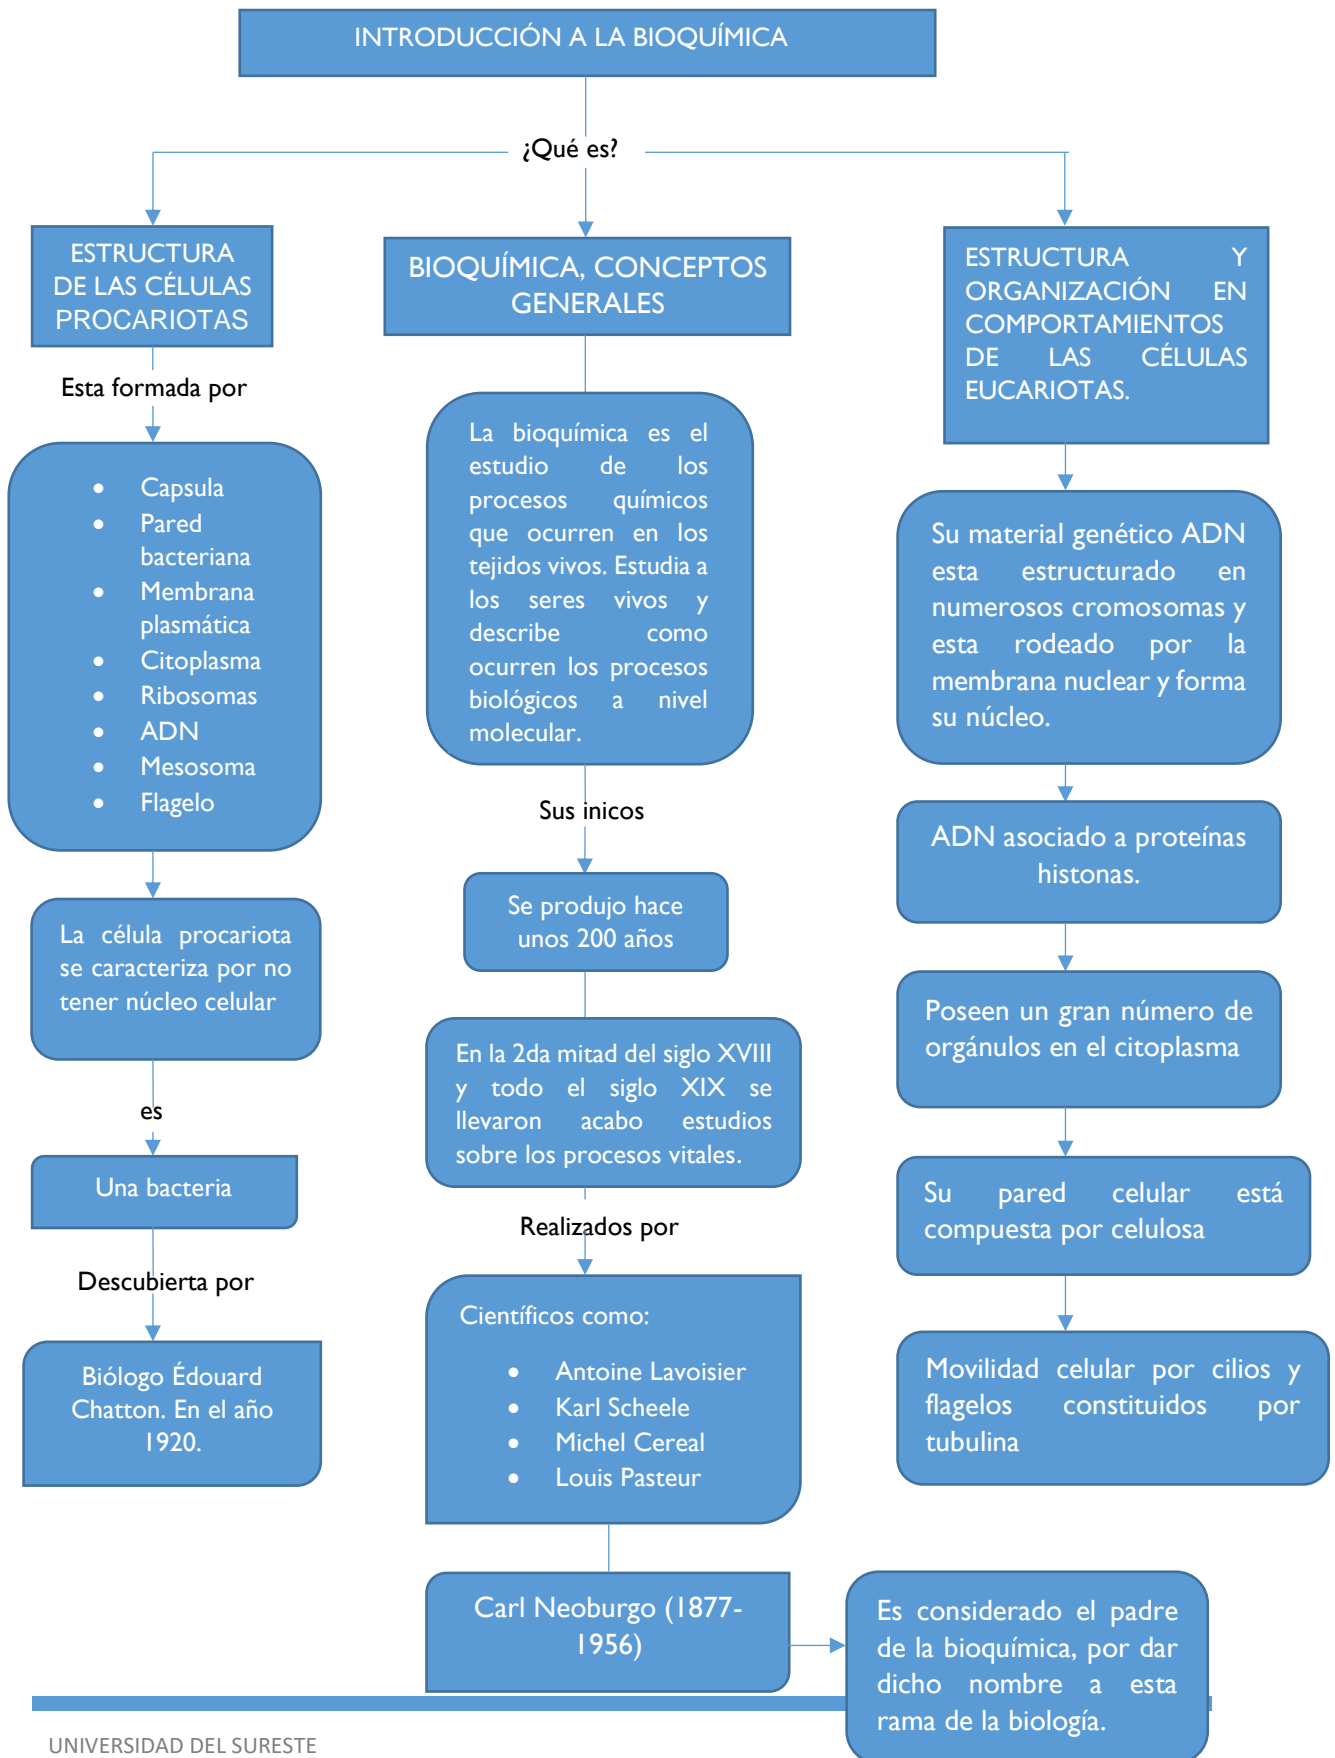 INTRODUCCIÓN A LA BIOQUÍMICA
¿Qué es?
ESTRUCTURA
DE LAS CÉLULAS
PROCARIOTAS
Esta formada por
• Capsula
• Pared
bacteriana
• Membrana
plasmática
• Citoplasma
• Ribosomas
• ADN
• Mesosoma
• Flagelo
La célula procariota
se caracteriza por no
tener núcleo celular
es
Una bacteria
Descubierta por
Biólogo Édouard
Chatton. En el año
1920.
BIOQUÍMICA, CONCEPTOS
GENERALES
La bioquímica es el
estudio de los
procesos químicos
que ocurren en los
tejidos vivos. Estudia a
los seres vivos y
describe como
ocurren los procesos
biológicos a nivel
molecular.
Sus inicos
Se produjo hace
unos 200 años
En la 2da mitad del siglo XVIII
y todo el siglo XIX se
llevaron acabo estudios
sobre los procesos vitales.
Realizados por
Científicos como:
• Antoine Lavoisier
• Karl Scheele
• Michel Cereal
• Louis Pasteur
Carl Neoburgo (1877-
1956)
Es considerado el padre
de la bioquímica, por dar
dicho nombre a esta
rama de la biología.
ESTRUCTURA Y
ORGANIZACIÓN EN
COMPORTAMIENTOS
DE LAS CÉLULAS
EUCARIOTAS.
Su material genético ADN
esta estructurado en
numerosos cromosomas y
esta rodeado por la
membrana nuclear y forma
su núcleo.
ADN asociado a proteínas
histonas.
Poseen un gran número de
orgánulos en el citoplasma
Su pared celular está
compuesta por celulosa
Movilidad celular por cilios y
flagelos constituidos por
tubulina
UNIVERSIDAD DEL SURESTE